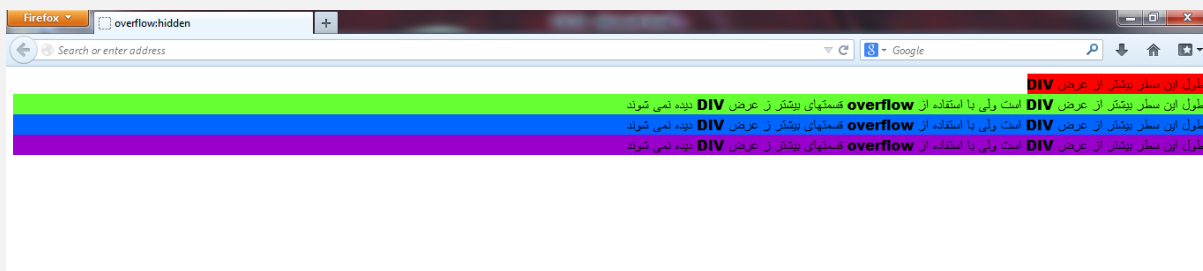 Firefox
overflow:hidden
Search or enter address
Google
طول این سطر بیشتر از عرض DIV
طول این سطر بیشتر از عرض DIV است ولی با استفاده از overflow قسمتهای بیشتر ز عرض DIV دیده نمی شوند
طول این سطر بیشتر از عرض DIV است ولی با استفاده از overflow قسمتهای بیشتر ز عرض DIV دیده نمی شوند
طول این سطر بیشتر از عرض DIV است ولی با استفاده از overflow قسمتهای بیشتر ز عرض DIV دیده نمی شوند